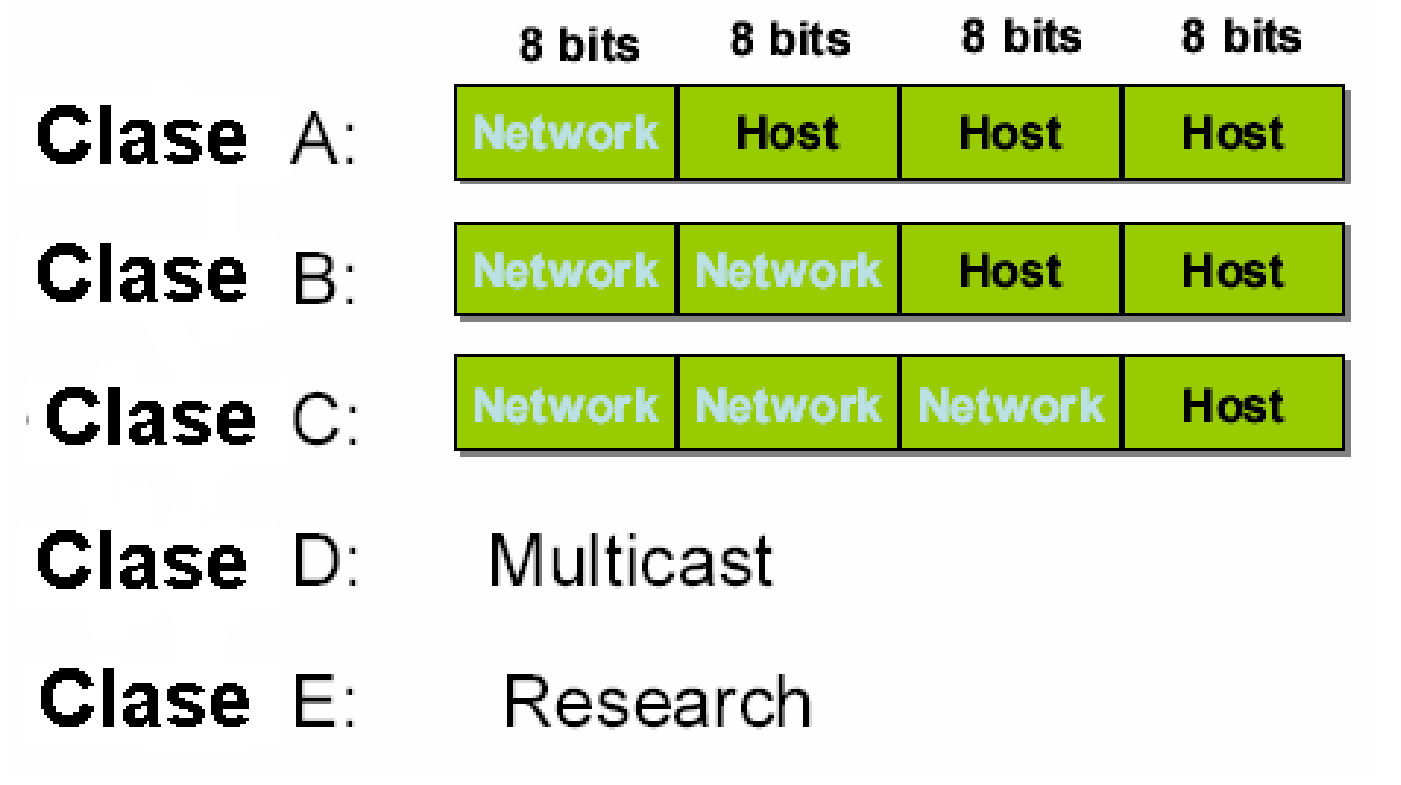 8 bits 8 bits 8 bits 8 bits
Clase A: Network Host Host Host
Clase B: Network Network Host Host
Clase C: Network Network Network Host
Clase D: Multicast
Clase E: Research